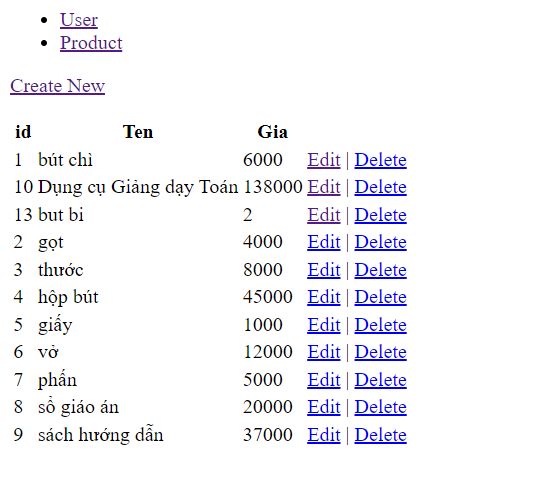 User
Product
Create New
id Ten Gia
1 bút chì 6000 Edit | Delete
10 Dụng cụ Giảng dạy Toán 138000 Edit | Delete
13 but bi 2 Edit | Delete
2 gọt 4000 Edit | Delete
3 thước 8000 Edit | Delete
4 hộp bút 45000 Edit | Delete
5 giấy 1000 Edit | Delete
6 vở 12000 Edit | Delete
7 phấn 5000 Edit | Delete
8 sổ giáo án 20000 Edit | Delete
9 sách hướng dẫn 37000 Edit | Delete